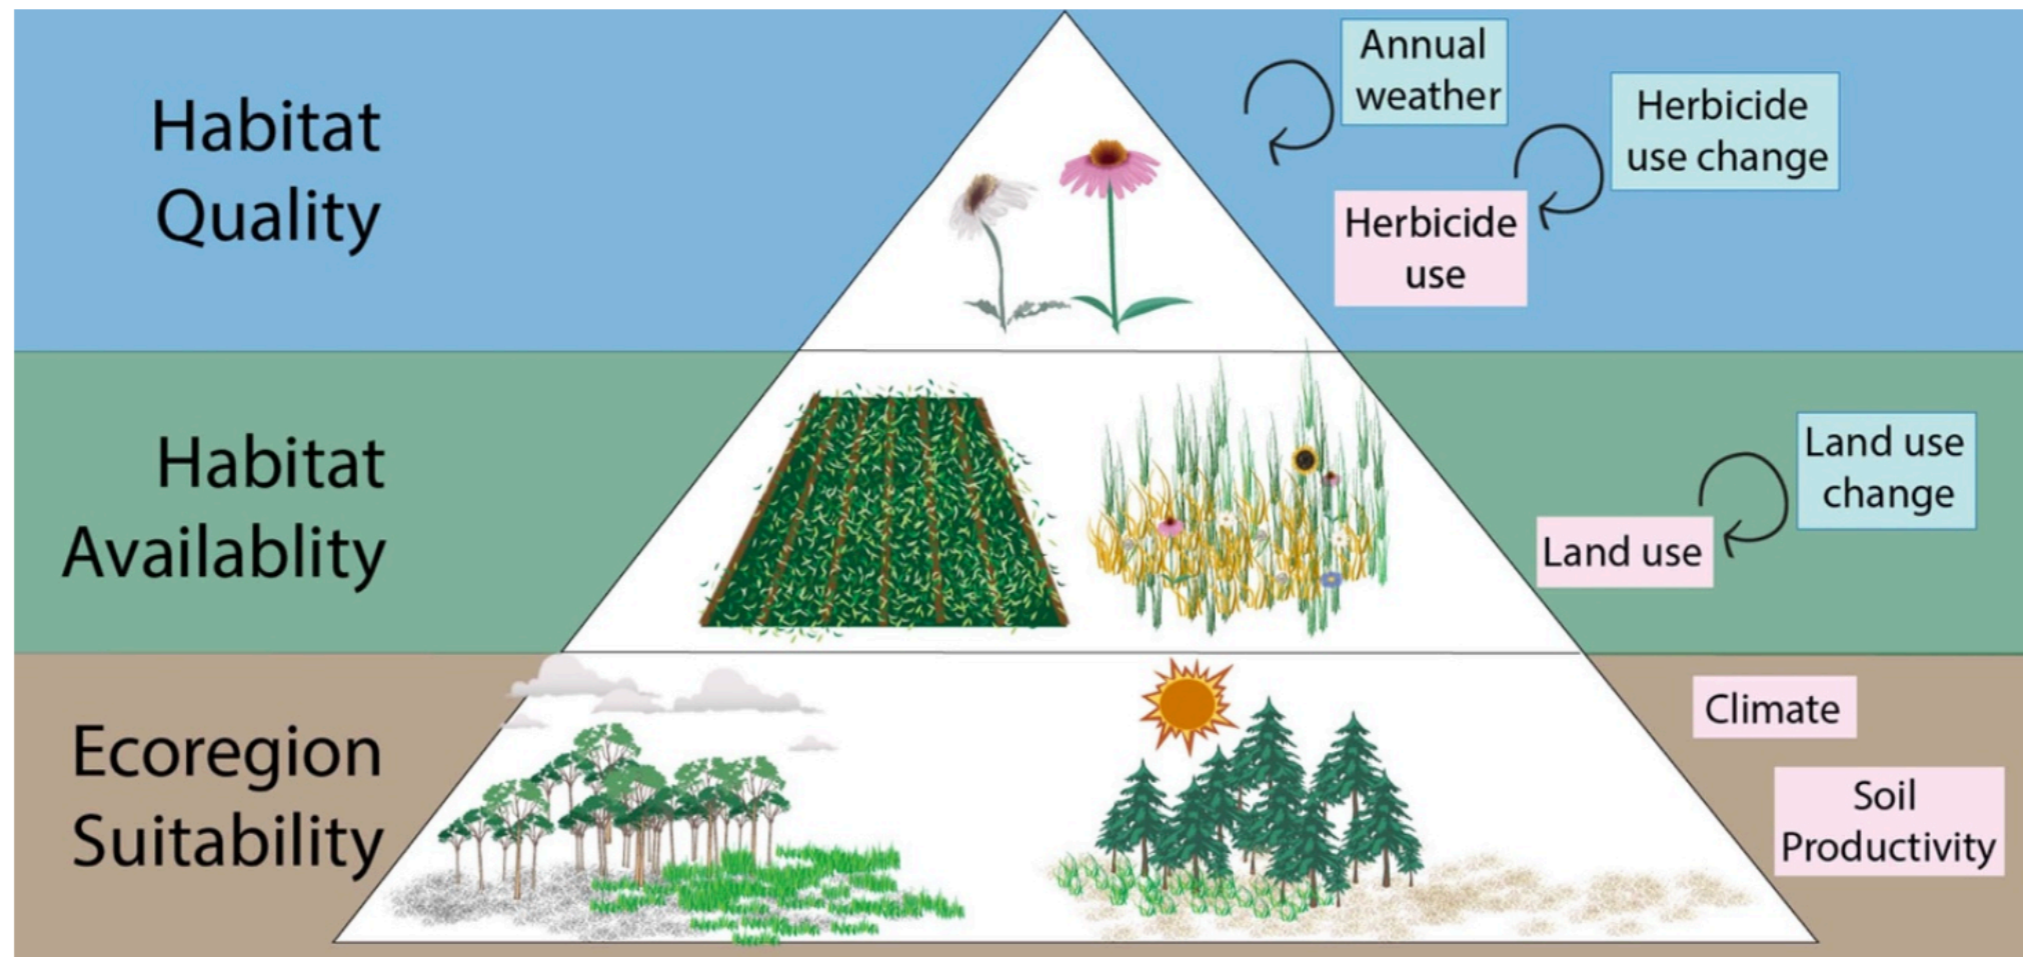 Habitat
Quality
Annual
weather
Herbicide
use change
Herbicide
use
Habitat
Availablity
Land use
change
Land use
Ecoregion
Suitability
Climate
Soil
Productivity